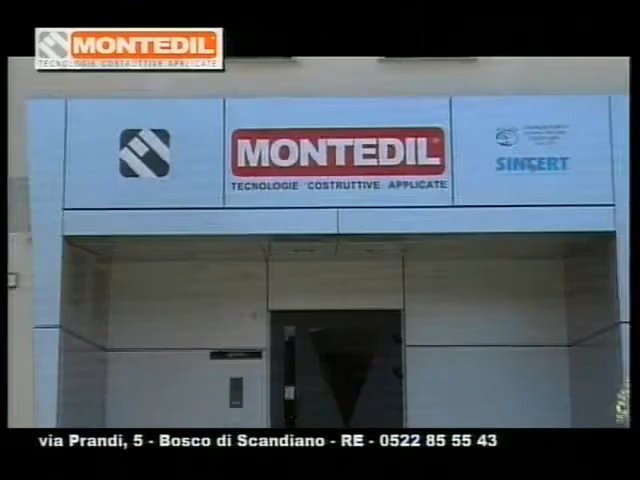 MONTEDIL
TECNOLOGIE COSTRUTTIVE APPLICATE
MONTEDIL
TECNOLOGIE COSTRUTTIVE APPLICATE
SINCERT
via Prandi, 5 - Bosco di Scandiano - RE - 0522 85 55 43